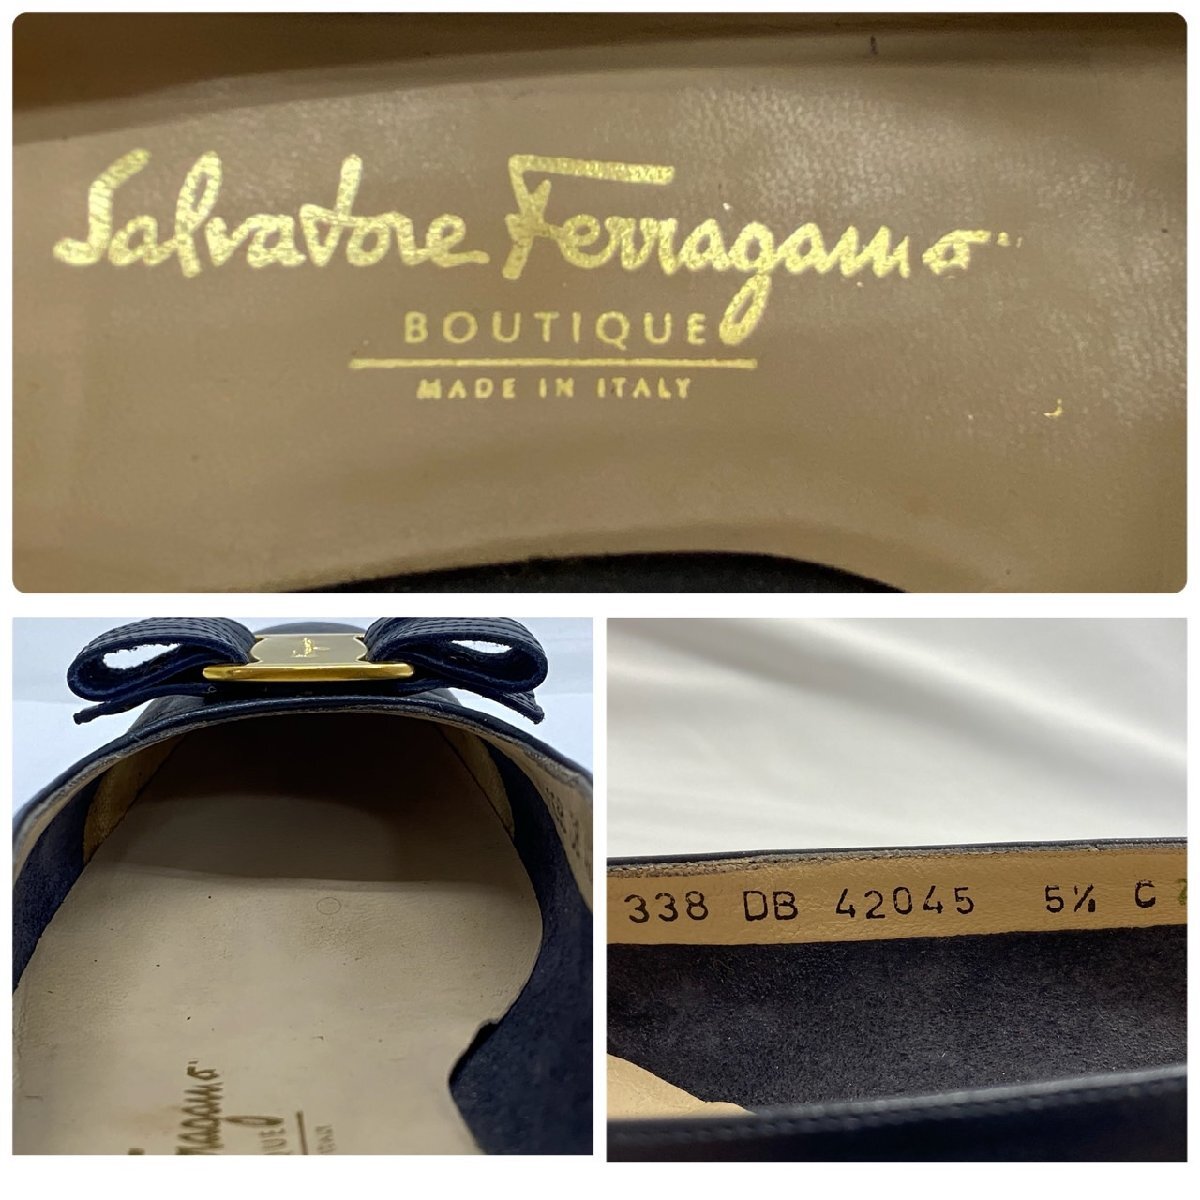 Salvatore Ferragamo
BOUTIQUE
MADE IN ITALY
338 DB 42045 5½ C